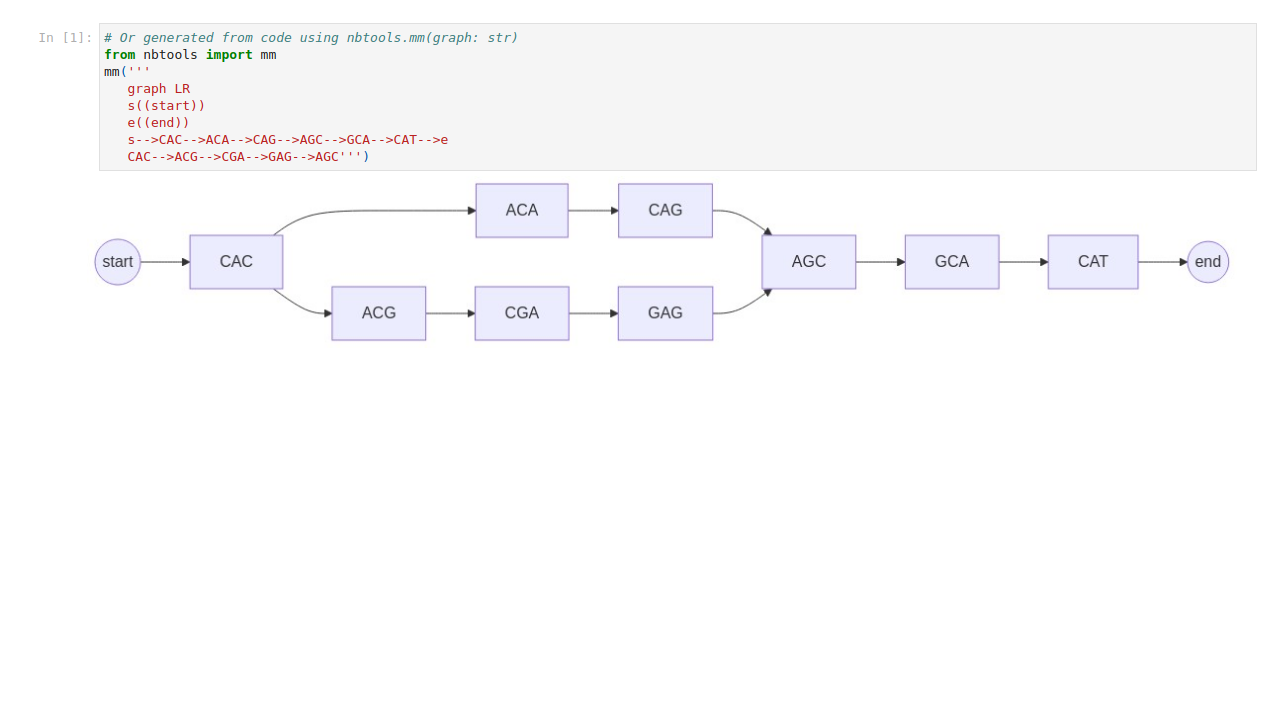 In [1]:
# Or generated from code using nbtools.mm(graph: str)
from nbtools import mm
mm('''
   graph LR
   s((start))
   e((end))
   s-->CAC-->ACA-->CAG-->AGC-->GCA-->CAT-->e
   CAC-->ACG-->CGA-->GAG-->AGC''')
ACA CAG
start CAC AGC GCA CAT end
ACG CGA GAG